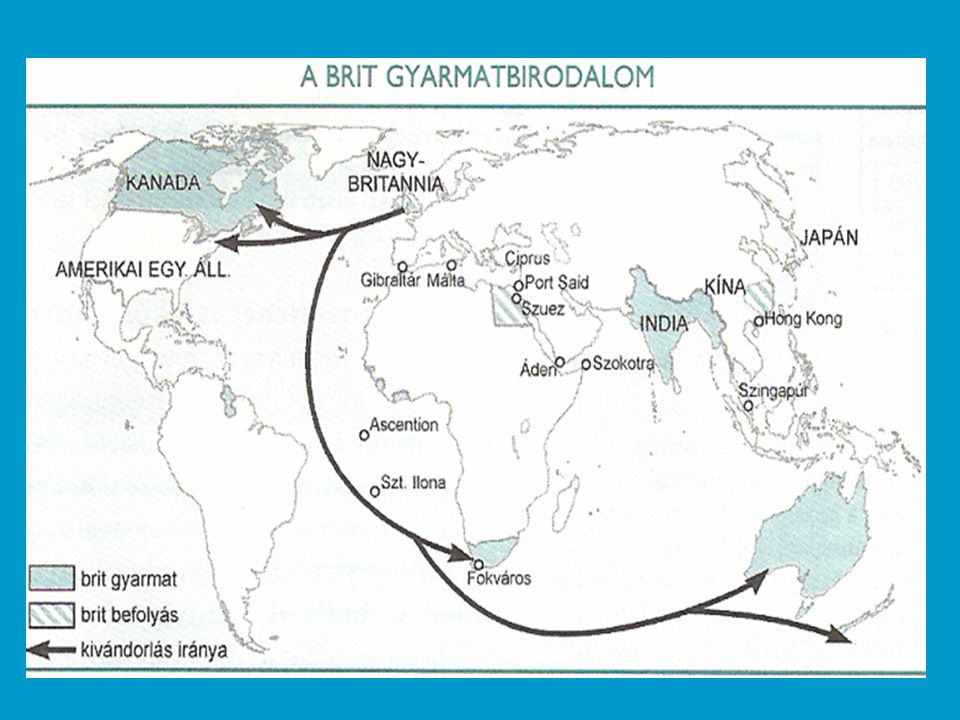 A BRIT GYARMATBIRODALOM
KANADA
NAGY-
BRITANNIA
JAPÁN
AMERIKAI EGY. ÁLL.
Gibraltár Málta
Ciprus
Port Said
Szuez
KÍNA
INDIA
Hong Kong
Áden
Szokotra
Szingapúr
Ascention
Szt. Ilona
Fokváros
brit gyarmat
brit befolyás
kivándorlás iránya